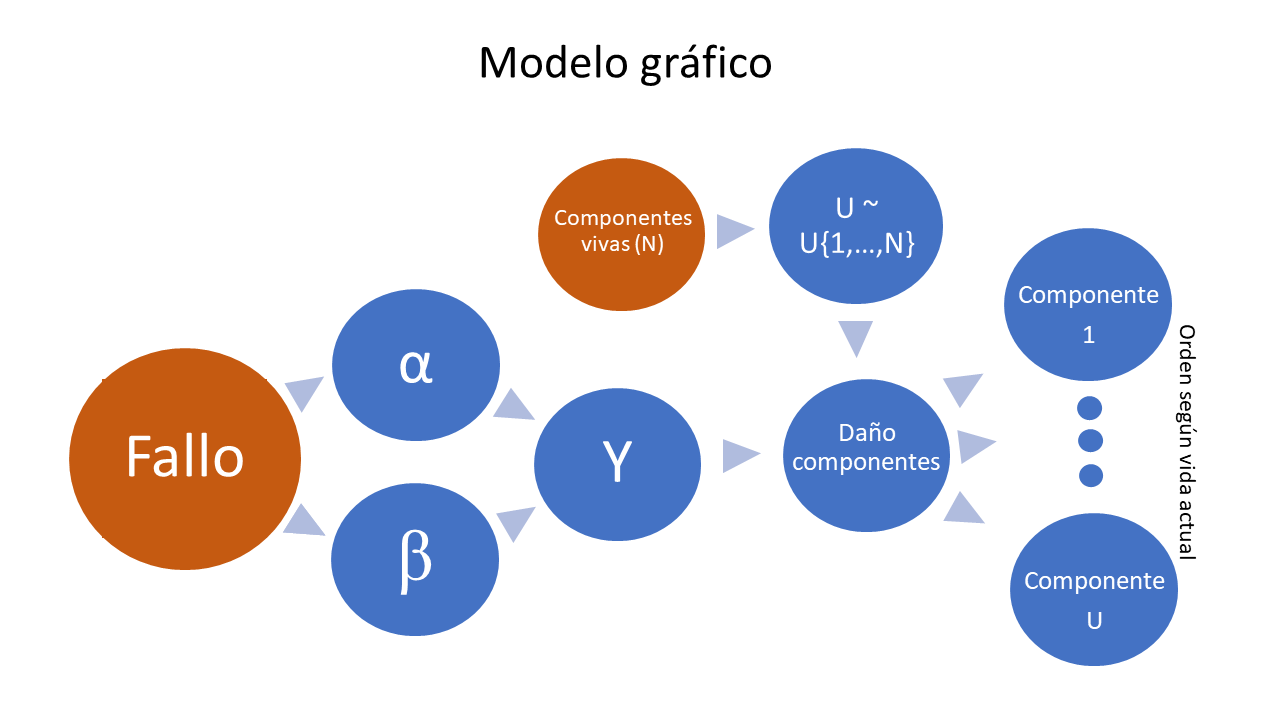 Modelo gráfico
Componentes
vivas (N)
U ~
U{1,...,N}
Componente
1
α
Fallo
Y
Daño
componentes
β
Componente
U
Orden según vida actual